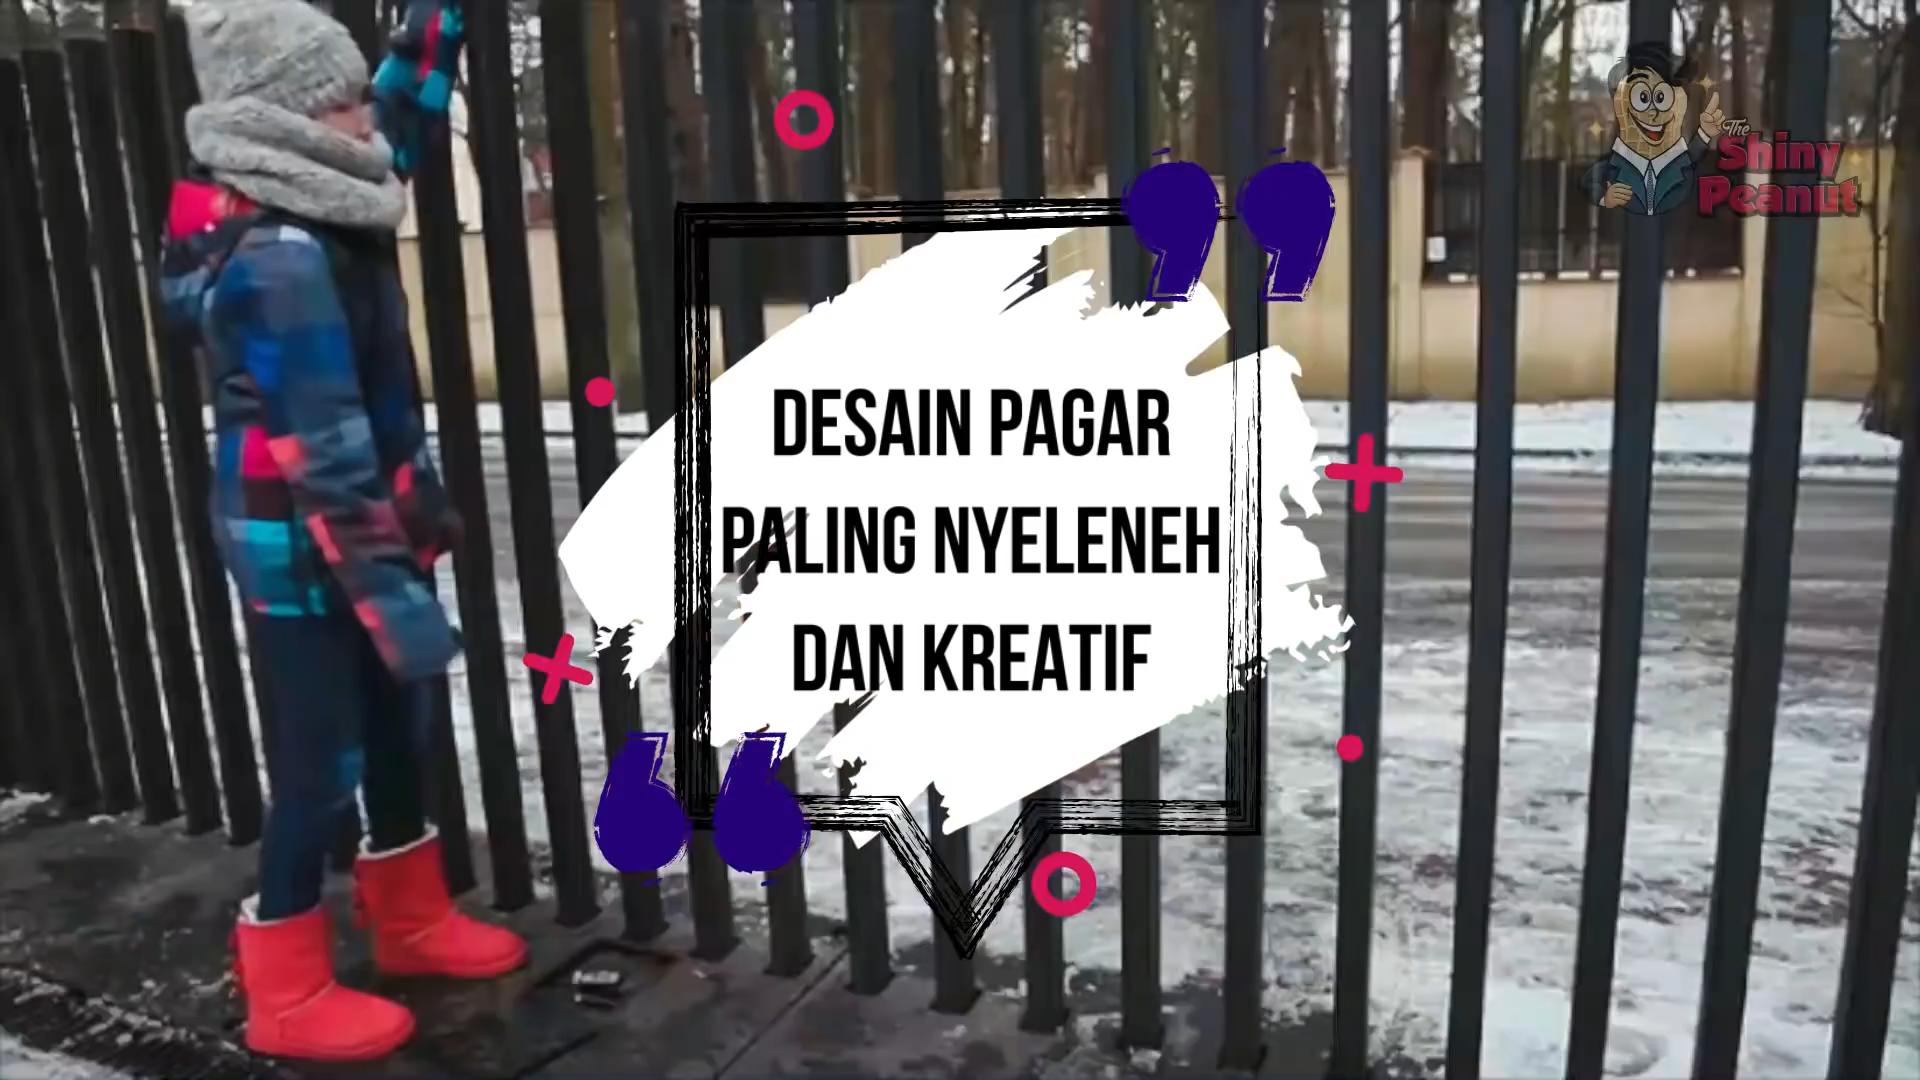 The
Shiny
Peanut
DESAIN PAGAR
PALING NYELENEH
DAN KREATIF